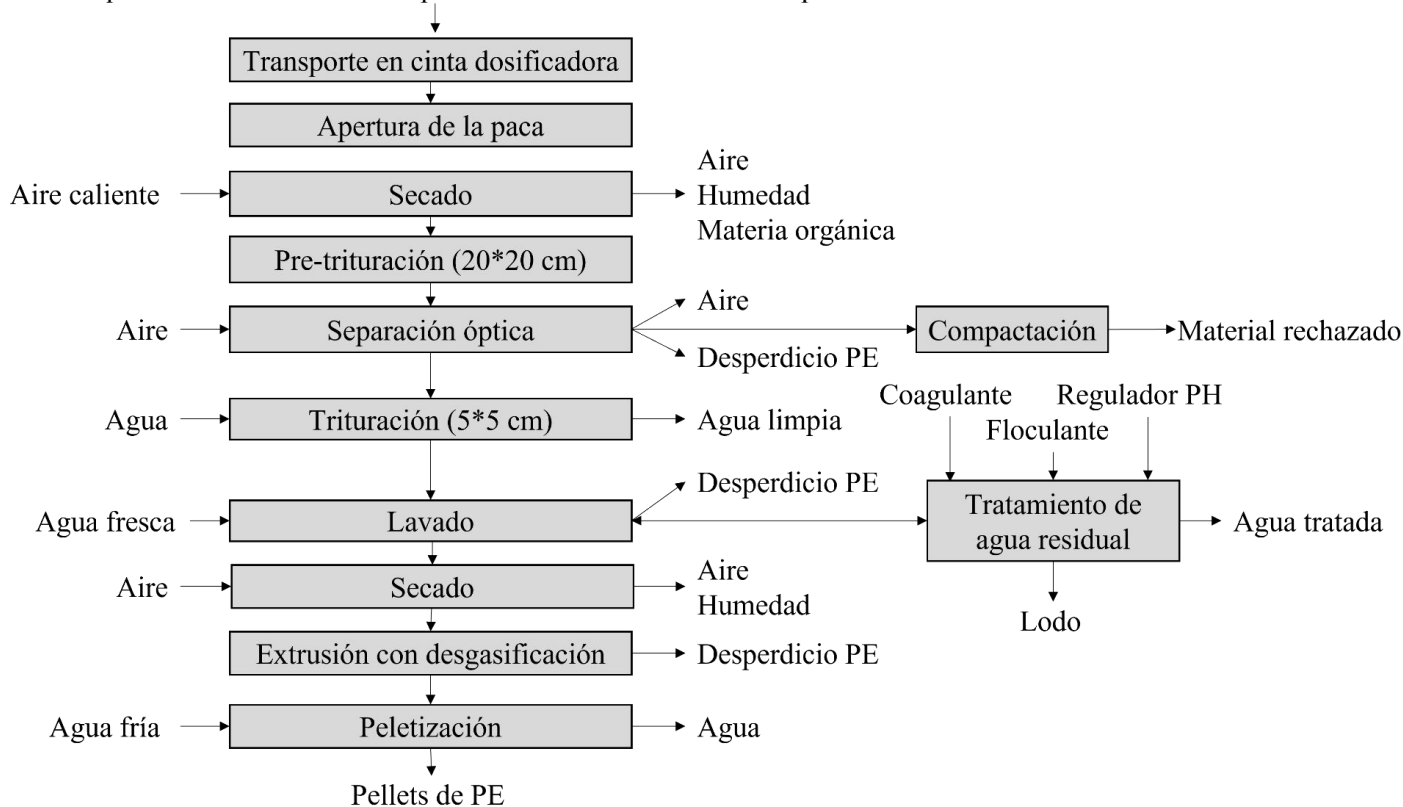 Transporte en cinta dosificadora
Apertura de la paca
Aire caliente
Secado
Aire
Humedad
Materia orgánica
Pre-trituración (20*20 cm)
Aire
Separación óptica
Aire
Desperdicio PE
Compactación
Material rechazado
Agua
Trituración (5*5 cm)
Agua limpia
Coagulante
Regulador PH
Floculante
Agua fresca
Lavado
Desperdicio PE
Tratamiento de
agua residual
Agua tratada
Lodo
Aire
Secado
Aire
Humedad
Extrusión con desgasificación
Desperdicio PE
Agua fría
Peletización
Agua
Pellets de PE